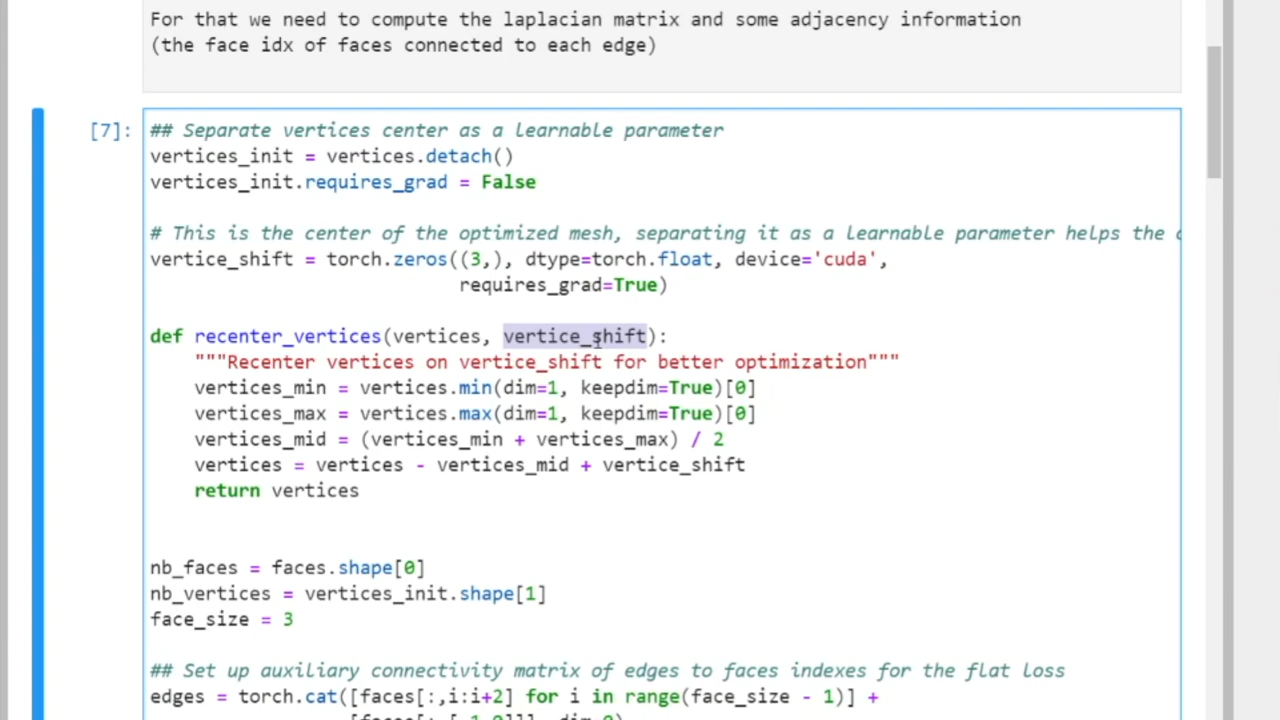 For that we need to compute the laplacian matrix and some adjacency information
(the face idx of faces connected to each edge)
[7]:
## Separate vertices center as a learnable parameter
vertices_init = vertices.detach()
vertices_init.requires_grad = False
# This is the center of the optimized mesh, separating it as a learnable parameter helps the
vertice_shift = torch.zeros((3,), dtype=torch.float, device='cuda',
requires_grad=True)
def recenter_vertices(vertices, vertice_shift):
"""Recenter vertices on vertice_shift for better optimization"""
vertices_min = vertices.min(dim=1, keepdim=True)[0]
vertices_max = vertices.max(dim=1, keepdim=True)[0]
vertices_mid = (vertices_min + vertices_max) / 2
vertices = vertices - vertices_mid + vertice_shift
return vertices
nb_faces = faces.shape[0]
nb_vertices = vertices_init.shape[1]
face_size = 3
## Set up auxiliary connectivity matrix of edges to faces indexes for the flat loss
edges = torch.cat([faces[:,i:i+2] for i in range(face_size - 1)] +